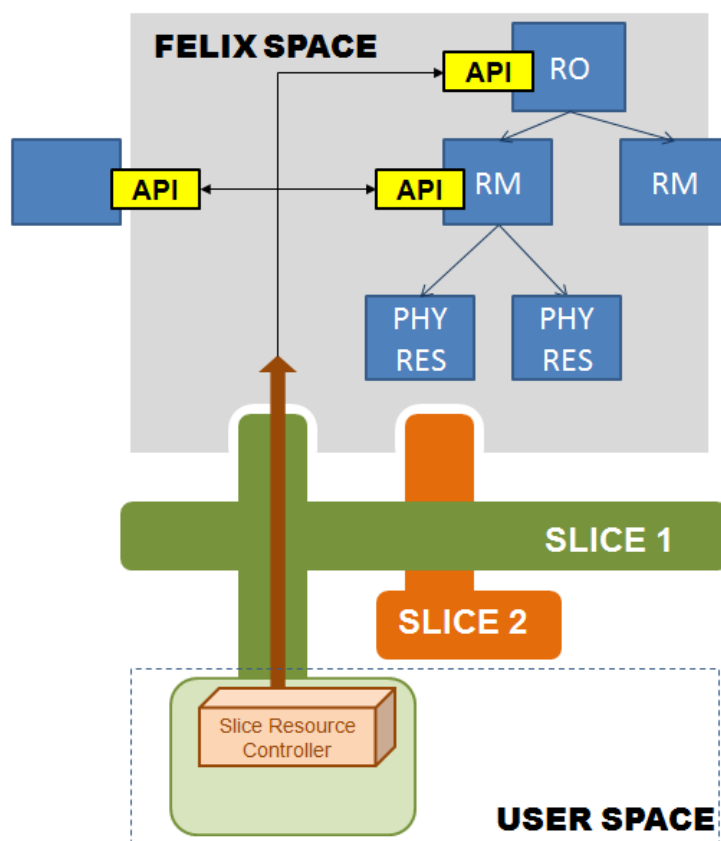 FELIX SPACE
API
RO
API
API
RM
RM
PHY
RES
PHY
RES
SLICE 1
SLICE 2
Slice Resource
Controller
USER SPACE